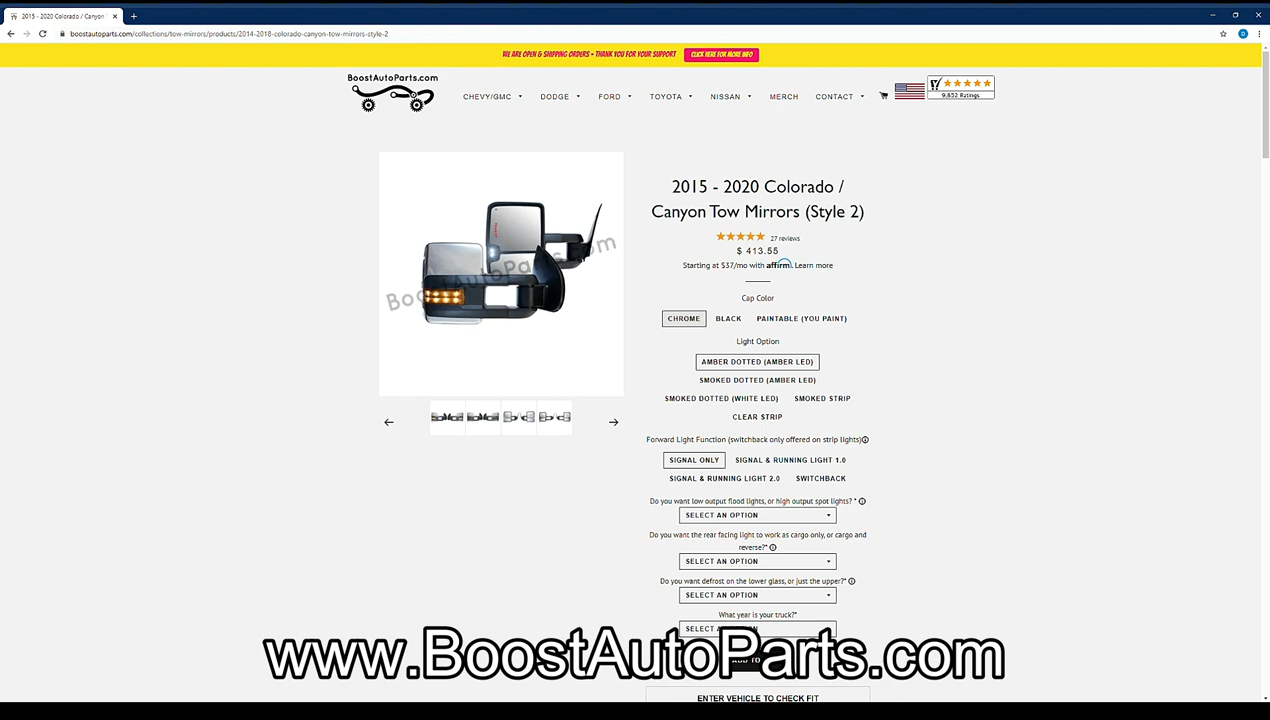 2015 - 2020 Colorado / Canyon
boostautoparts.com/collections/tow-mirrors/products/2014-2018-colorado-canyon-tow-mirrors-style-2
WE ARE OPEN & SHIPPING ORDERS - THANK YOU FOR YOUR SUPPORT
CLICK HERE FOR MORE INFO
BoostAutoParts.com
CHEVY/GMC DODGE FORD TOYOTA NISSAN MERCH CONTACT
9,852 Ratings
2015 - 2020 Colorado /
Canyon Tow Mirrors (Style 2)
27 reviews
$ 413.55
Starting at $37/mo with affirm. Learn more
Cap Color
CHROME BLACK PAINTABLE (YOU PAINT)
Light Option
AMBER DOTTED (AMBER LED)
SMOKED DOTTED (AMBER LED)
SMOKED DOTTED (WHITE LED) SMOKED STRIP
CLEAR STRIP
Forward Light Function (switchback only offered on strip lights)
SIGNAL ONLY SIGNAL & RUNNING LIGHT 1.0
SIGNAL & RUNNING LIGHT 2.0 SWITCHBACK
Do you want low output flood lights, or high output spot lights? *
SELECT AN OPTION
Do you want the rear facing light to work as cargo only, or cargo and
reverse?*
SELECT AN OPTION
Do you want defrost on the lower glass, or just the upper?*
SELECT AN OPTION
What year is your truck?*
SELECT
www.BoostAutoParts.com
ENTER VEHICLE TO CHECK FIT